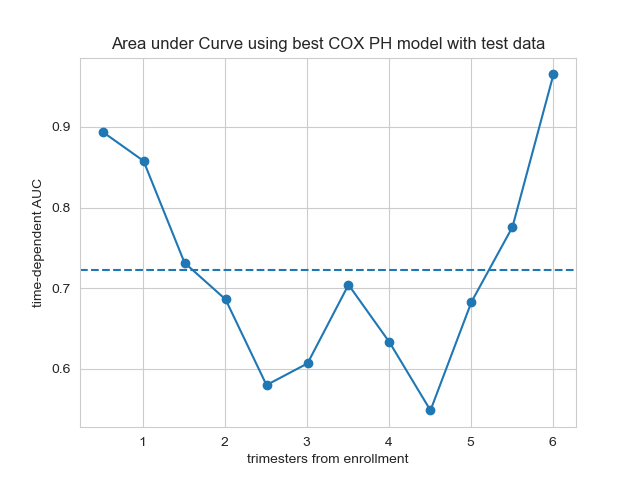 Area under Curve using best COX PH model with test data
time-dependent AUC
0.9
0.8
0.7
0.6
1 2 3 4 5 6
trimesters from enrollment